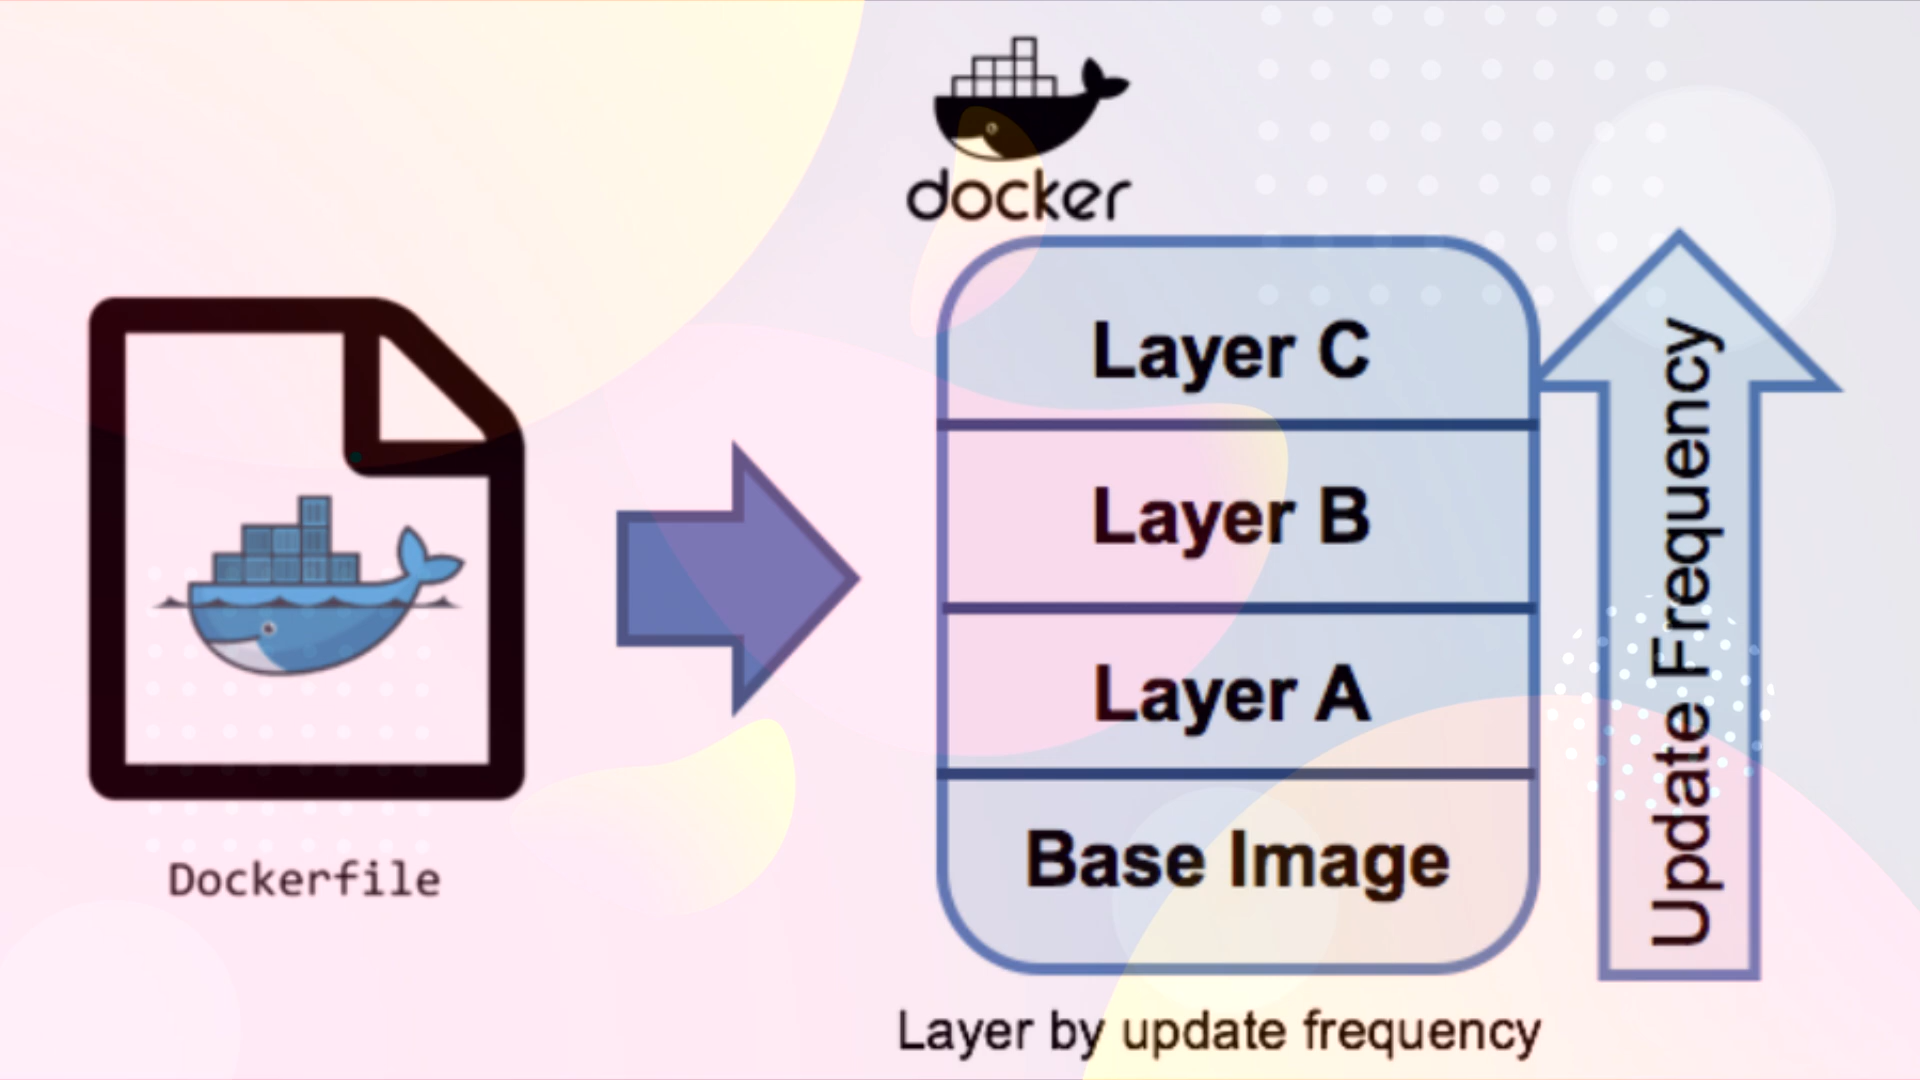 docker
Layer C
Layer B
Layer A
Base Image
Update Frequency
Dockerfile
Layer by update frequency